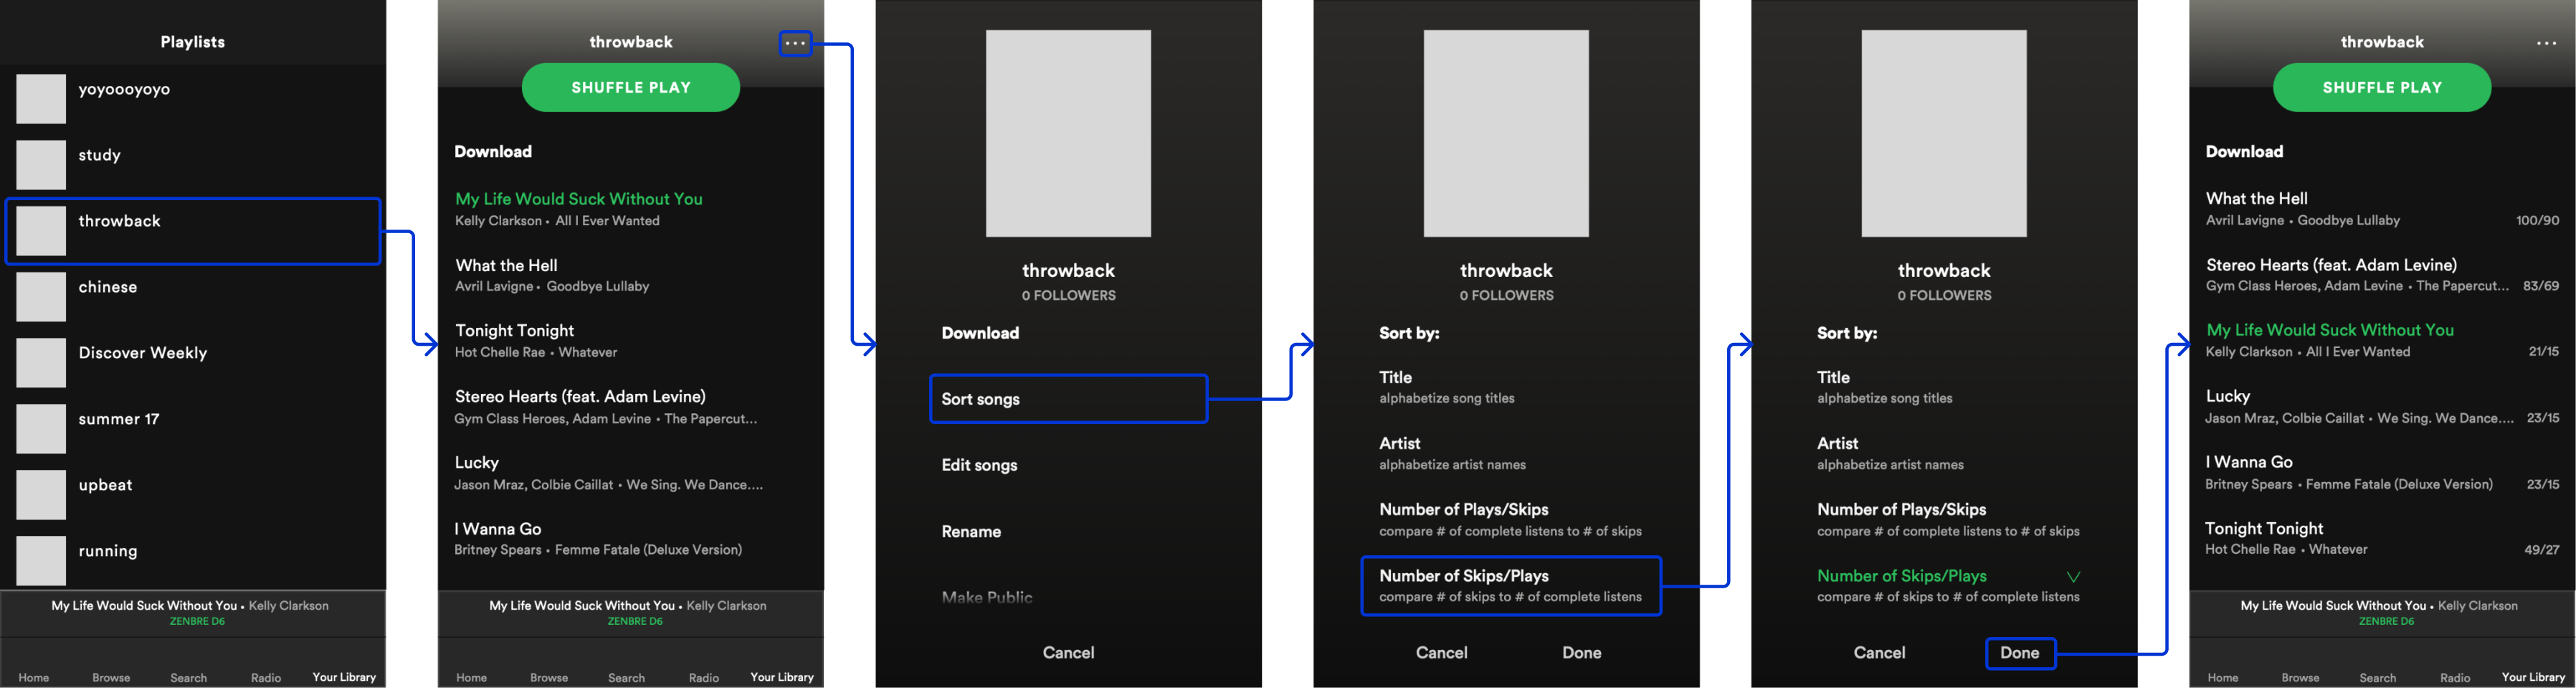 Playlists
yoyoooyoyo
study
throwback
chinese
Discover Weekly
summer 17
upbeat
running
My Life Would Suck Without You • Kelly Clarkson
ZENBRE D6
Home Browse Search Radio Your Library
throwback ...
SHUFFLE PLAY
Download
My Life Would Suck Without You
Kelly Clarkson • All I Ever Wanted
What the Hell
Avril Lavigne • Goodbye Lullaby
Tonight Tonight
Hot Chelle Rae • Whatever
Stereo Hearts (feat. Adam Levine)
Gym Class Heroes, Adam Levine • The Papercut...
Lucky
Jason Mraz, Colbie Caillat • We Sing. We Dance....
I Wanna Go
Britney Spears • Femme Fatale (Deluxe Version)
My Life Would Suck Without You • Kelly Clarkson
ZENBRE D6
Home Browse Search Radio Your Library
throwback
0 FOLLOWERS
Download
Sort songs
Edit songs
Rename
Make Public
Cancel
throwback
0 FOLLOWERS
Sort by:
Title
alphabetize song titles
Artist
alphabetize artist names
Number of Plays/Skips
compare # of complete listens to # of skips
Number of Skips/Plays
compare # of skips to # of complete listens
Cancel Done
throwback
0 FOLLOWERS
Sort by:
Title
alphabetize song titles
Artist
alphabetize artist names
Number of Plays/Skips
compare # of complete listens to # of skips
Number of Skips/Plays
compare # of skips to # of complete listens
Cancel Done
throwback ...
SHUFFLE PLAY
Download
What the Hell
Avril Lavigne • Goodbye Lullaby 100/90
Stereo Hearts (feat. Adam Levine)
Gym Class Heroes, Adam Levine • The Papercut... 83/69
My Life Would Suck Without You
Kelly Clarkson • All I Ever Wanted 21/15
Lucky
Jason Mraz, Colbie Caillat • We Sing. We Dance.... 23/15
I Wanna Go
Britney Spears • Femme Fatale (Deluxe Version) 23/15
Tonight Tonight
Hot Chelle Rae • Whatever 49/27
My Life Would Suck Without You • Kelly Clarkson
ZENBRE D6
Home Browse Search Radio Your Library